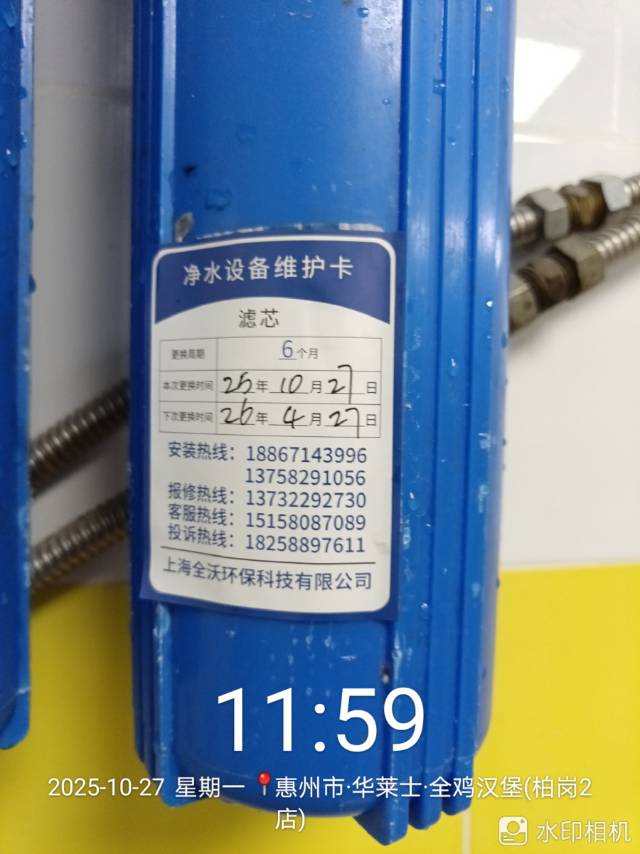 净水设备维护卡
滤芯
更换周期 6个月
本次更换时间 25年10月27日
下次更换时间 26年4月27日
安装热线：18867143996
13758291056
报修热线：13732292730
客服热线：15158087089
投诉热线：18258897611
上海全沃环保科技有限公司
11:59
2025-10-27 星期一 📍惠州市·华莱士·全鸡汉堡(柏岗2
店)
水印相机